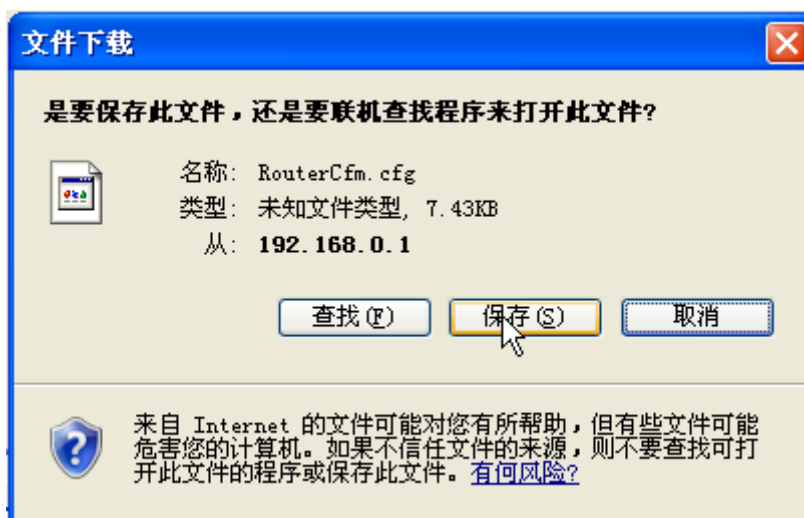 文件下载
是要保存此文件，还是要联机查找程序来打开此文件?
名称: RouterCfm.cfg
类型: 未知文件类型, 7.43KB
从: 192.168.0.1
查找(F) 保存(S) 取消
来自 Internet 的文件可能对您有所帮助，但有些文件可能
危害您的计算机。如果不信任文件的来源，则不要查找可打
开此文件的程序或保存此文件。有何风险?